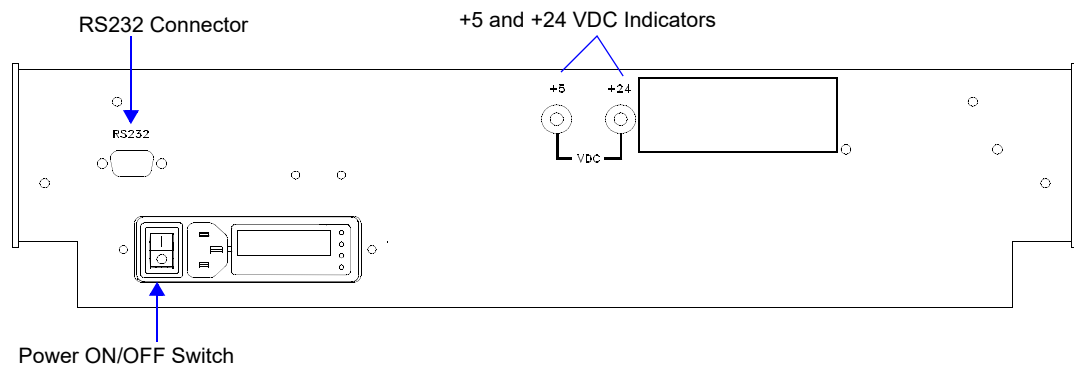 RS232 Connector
+5 and +24 VDC Indicators
+5
+24
RS232
VDC
Power ON/OFF Switch